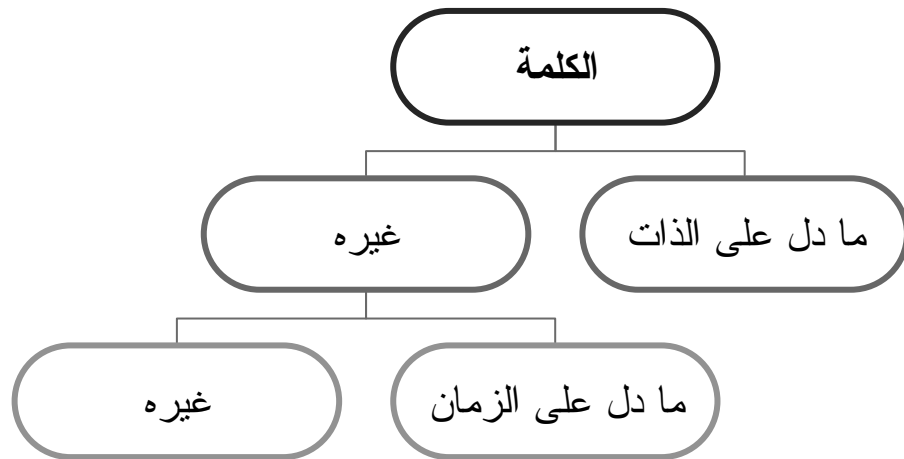 الكلمة
ما دل على الذات
غيره
ما دل على الزمان
غيره